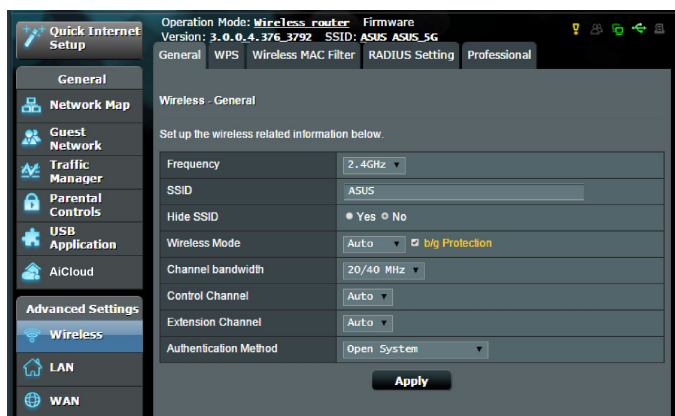 Quick Internet
Setup
Operation Mode: Wireless router Firmware
Version: 3.0.0.4.376_3792 SSID: ASUS ASUS_5G
General WPS Wireless MAC Filter RADIUS Setting Professional
General
Network Map
Guest
Network
Traffic
Manager
Parental
Controls
USB
Application
AiCloud
Advanced Settings
Wireless
LAN
WAN
Wireless - General
Set up the wireless related information below.
Frequency 2.4GHz
SSID ASUS
Hide SSID Yes No
Wireless Mode Auto b/g Protection
Channel bandwidth 20/40 MHz
Control Channel Auto
Extension Channel Auto
Authentication Method Open System
Apply